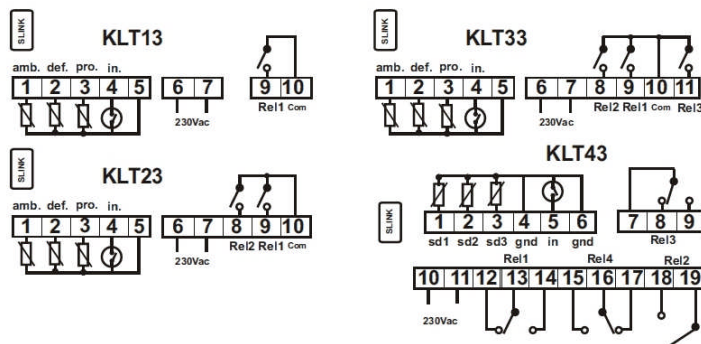 SLINK
KLT13
amb. def. pro. in.
1 2 3 4 5 6 7 9 10
Rel1 Com
230Vac
SLINK
KLT23
amb. def. pro. in.
1 2 3 4 5 6 7 8 9 10
Rel2 Rel1 Com
230Vac
SLINK
KLT33
amb. def. pro. in.
1 2 3 4 5 6 7 8 9 10 11
Rel2 Rel1 Com Rel3
230Vac
KLT43
SLINK
1 2 3 4 5 6 7 8 9
sd1 sd2 sd3 gnd in gnd Rel3
Rel1 Rel4 Rel2
10 11 12 13 14 15 16 17 18 19
230Vac